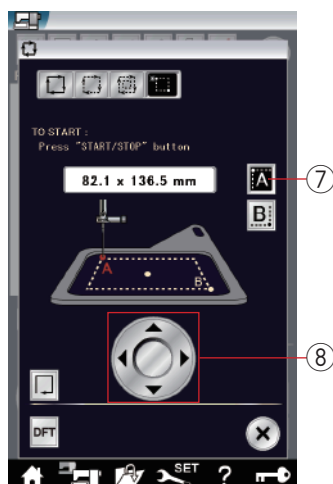 TO START :
Press "START/STOP" button
82.1 x 136.5 mm
A
⑦
B
A
B
⑧
DFT
SET
?